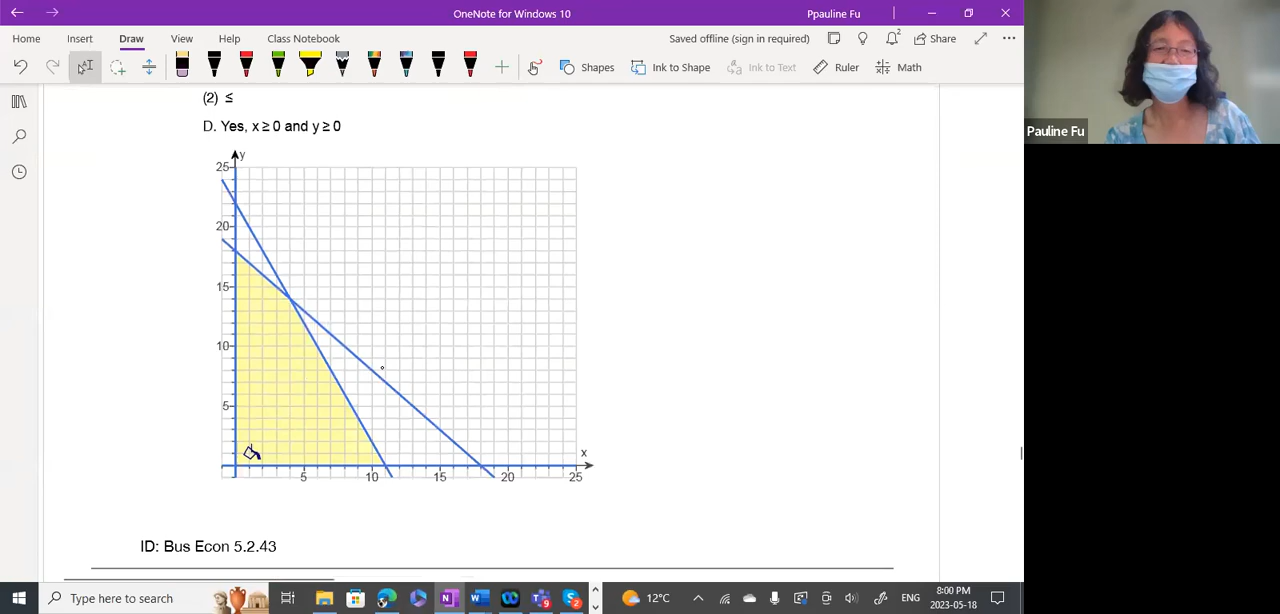 OneNote for Windows 10
Ppauline Fu
Home Insert Draw View Help Class Notebook
Saved offline (sign in required)
2
Share
Shapes
Ink to Shape
Ink to Text
Ruler
Math
(2) ≤
D. Yes, x ≥ 0 and y ≥ 0
Pauline Fu
y
25
20
15
10
5
x
5 10 15 20 25
ID: Bus Econ 5.2.43
Type here to search
12°C
ENG
8:00 PM
2023-05-18